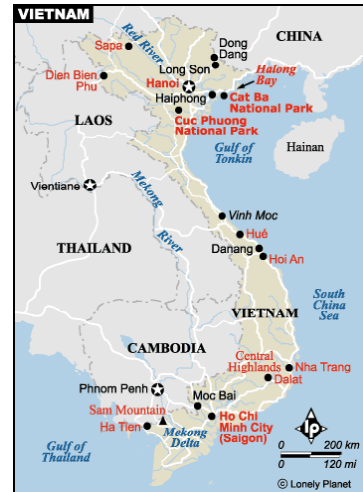 VIETNAM
CHINA
Red River
Sapa
Dong
Dang
Long Son
Halong
Bay
Dien Bien
Phu
Hanoi
Haiphong
Cat Ba
National Park
Cuc Phuong
National Park
LAOS
Gulf of
Tonkin
Hainan
Vientiane
Mekong
River
Vinh Moc
Hué
THAILAND
Danang
Hoi An
South
China
Sea
VIETNAM
CAMBODIA
Central
Highlands
Nha Trang
Dalat
Phnom Penh
Moc Bai
Sam Mountain
Ha Tien
Ho Chi
Minh City
(Saigon)
Mekong
Delta
Gulf of
Thailand
lp
0 200 km
0 120 mi
© Lonely Planet